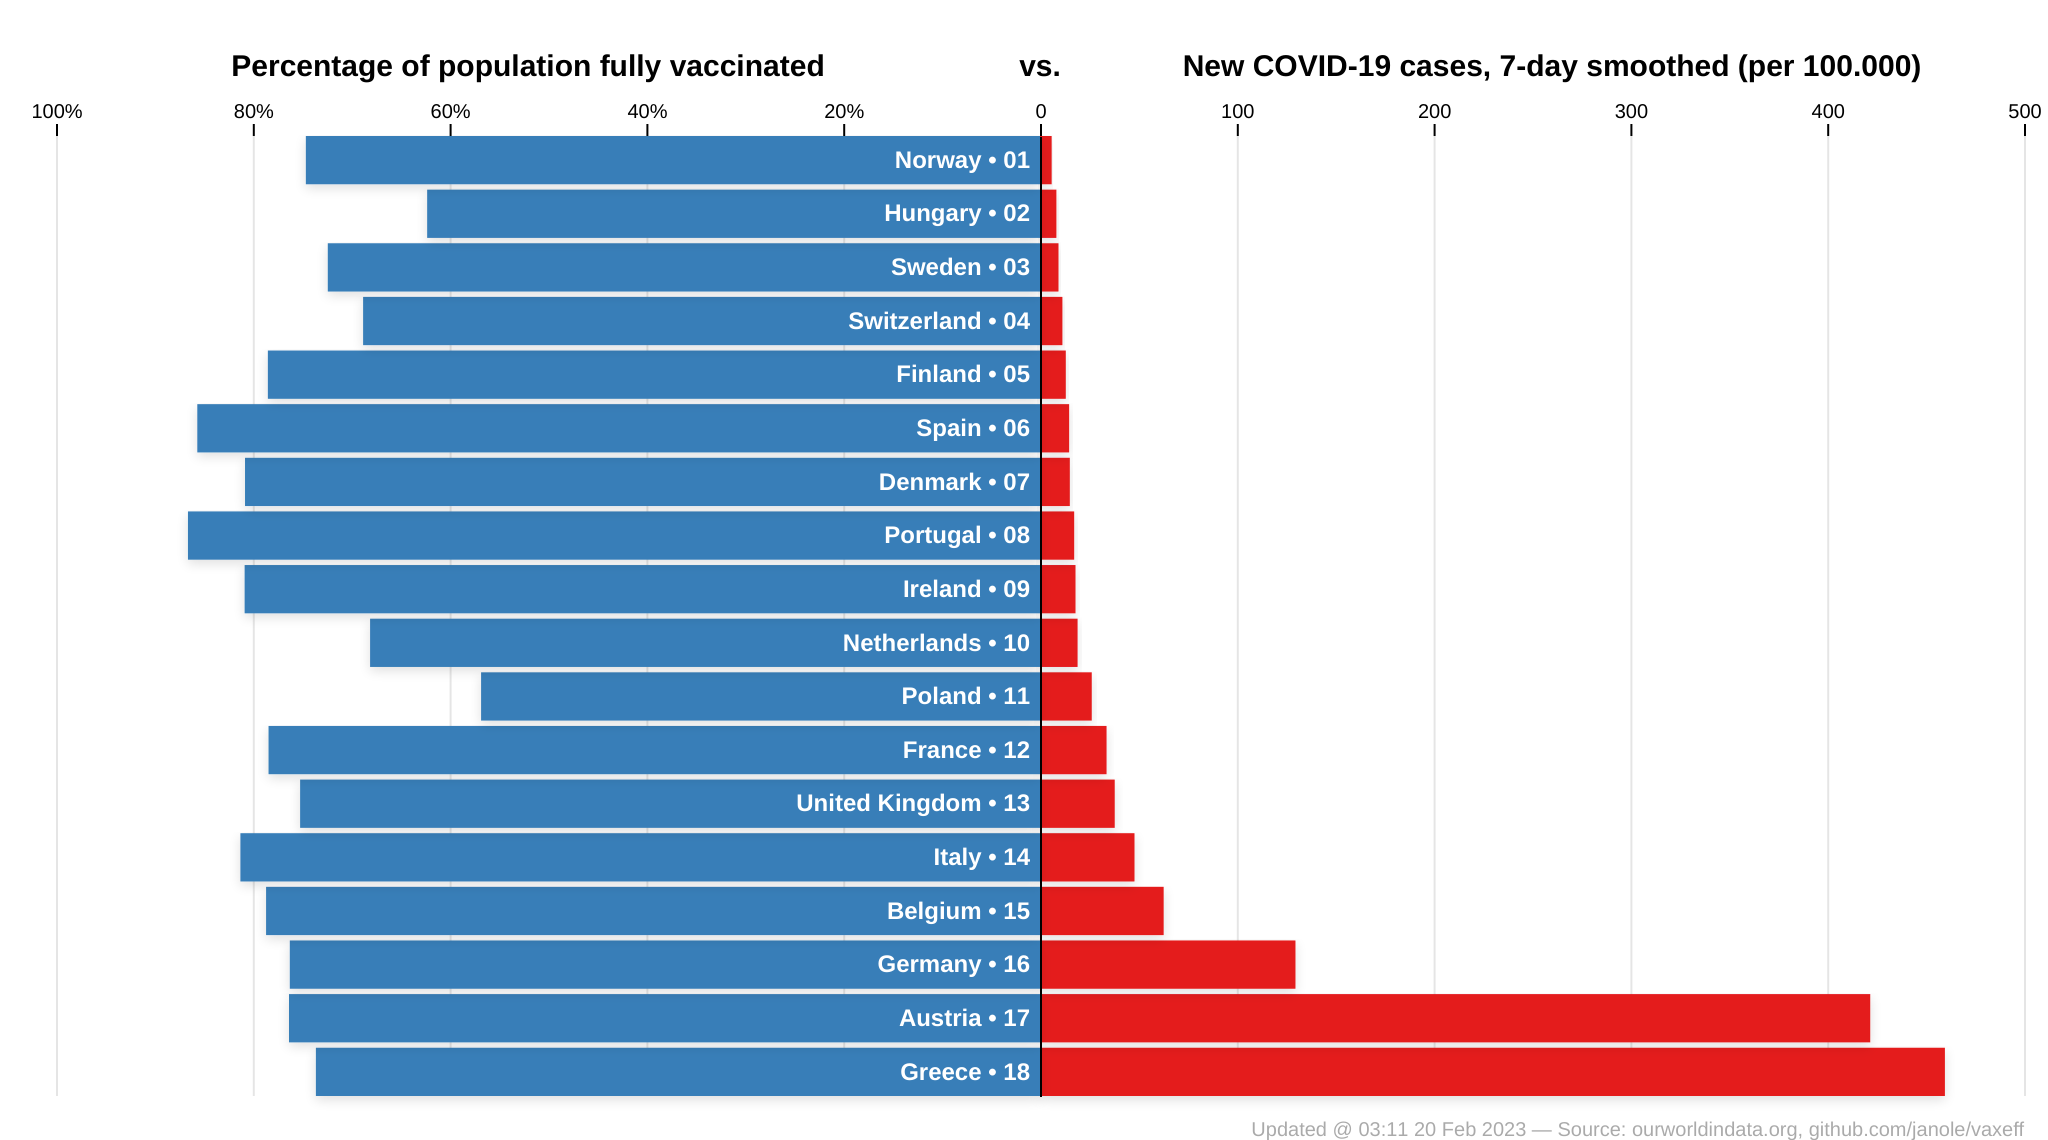 Percentage of population fully vaccinated vs. New COVID-19 cases, 7-day smoothed (per 100.000)
100% 80% 60% 40% 20% 0 100 200 300 400 500
Norway • 01
Hungary • 02
Sweden • 03
Switzerland • 04
Finland • 05
Spain • 06
Denmark • 07
Portugal • 08
Ireland • 09
Netherlands • 10
Poland • 11
France • 12
United Kingdom • 13
Italy • 14
Belgium • 15
Germany • 16
Austria • 17
Greece • 18
Updated @ 03:11 20 Feb 2023 — Source: ourworldindata.org, github.com/janole/vaxeff